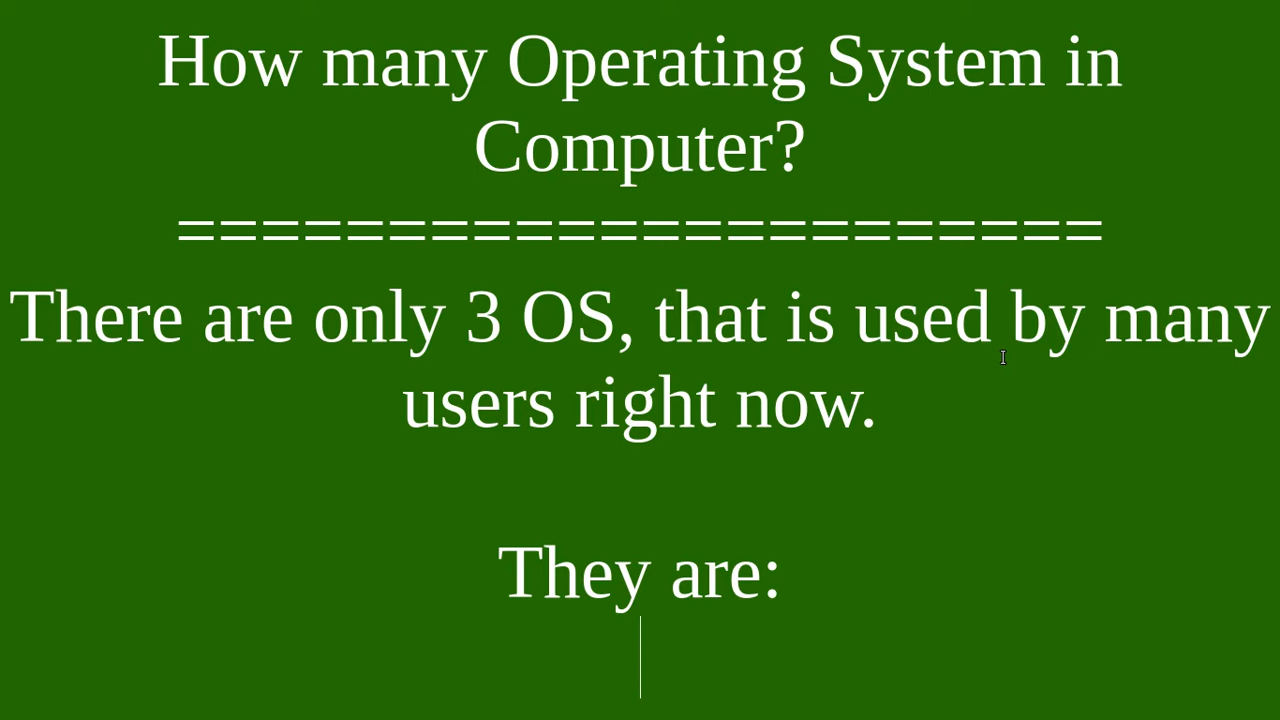 How many Operating System in
Computer?
======================
There are only 3 OS, that is used by many
users right now.
They are: